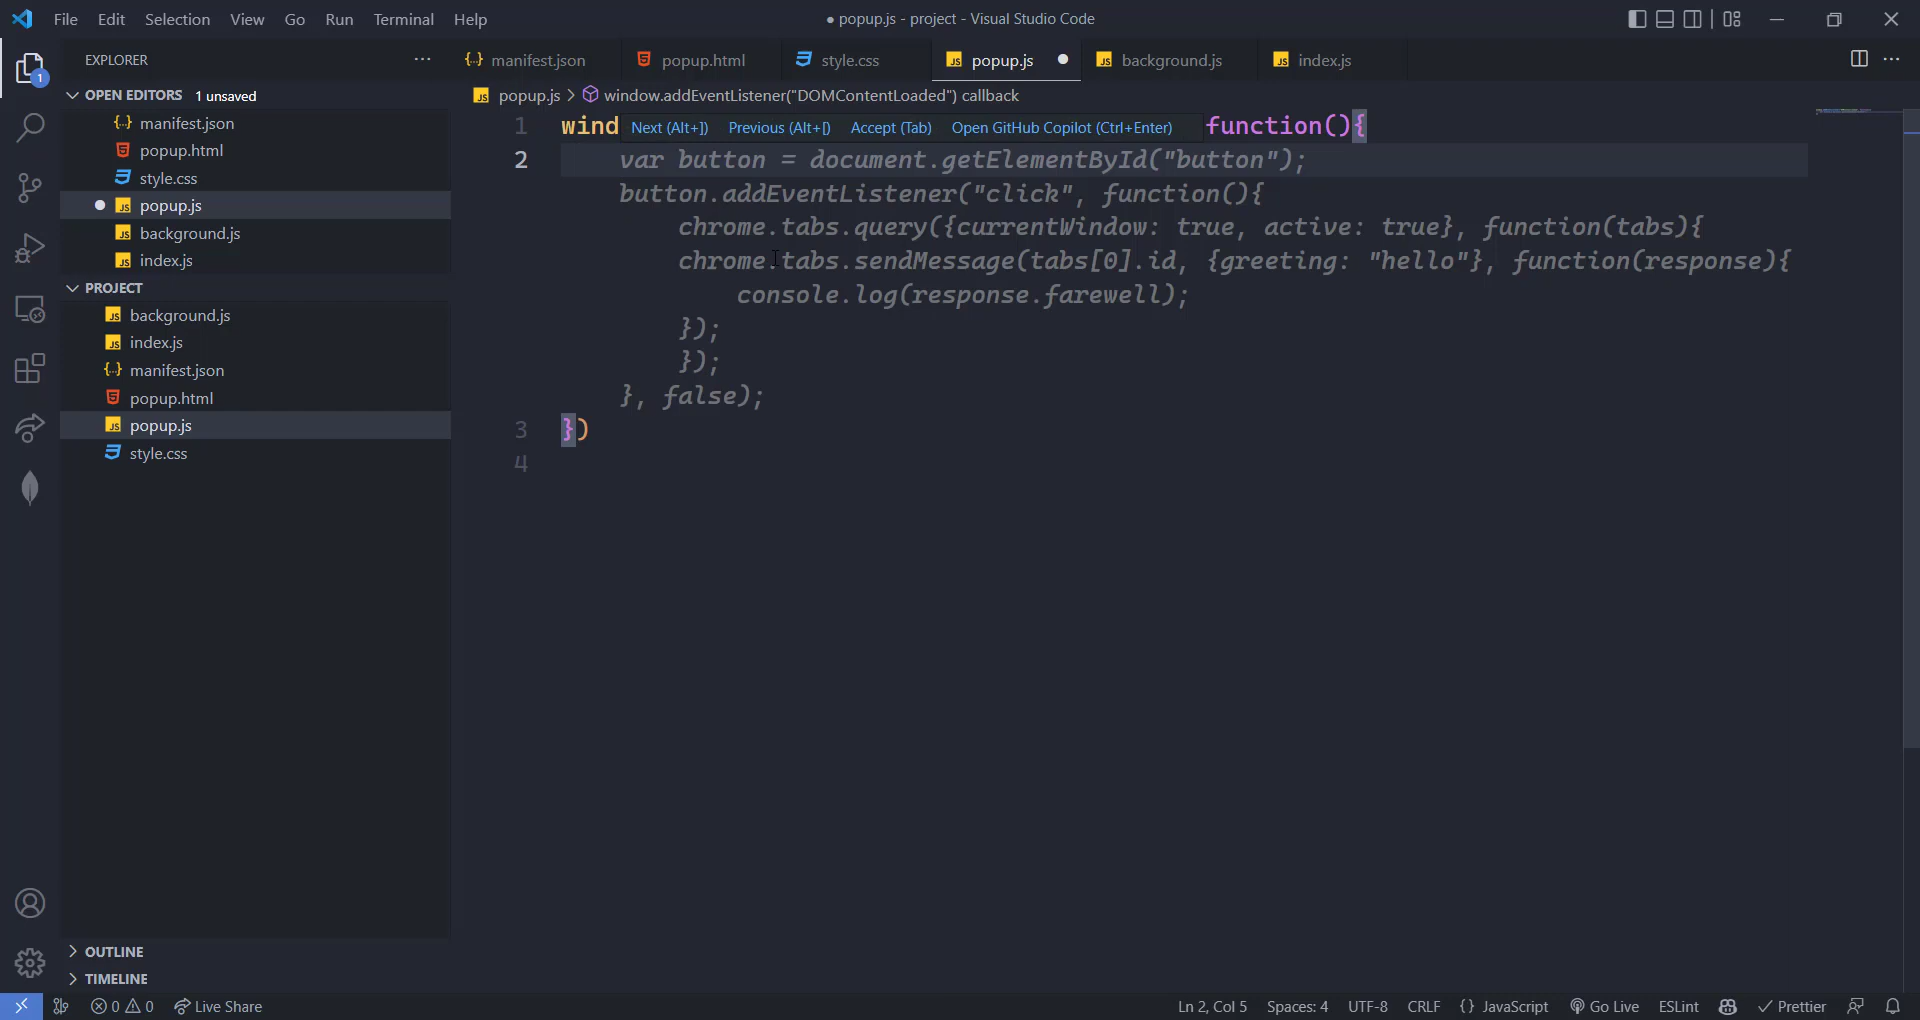 File Edit Selection View Go Run Terminal Help
● popup.js - project - Visual Studio Code
EXPLORER
manifest.json
popup.html
style.css
popup.js
background.js
index.js
1
OPEN EDITORS 1 unsaved
manifest.json
popup.html
style.css
popup.js
background.js
index.js
PROJECT
background.js
index.js
manifest.json
popup.html
popup.js
style.css
OUTLINE
TIMELINE
popup.js > window.addEventListener("DOMContentLoaded") callback
1 wind Next (Alt+]) Previous (Alt+[) Accept (Tab) Open GitHub Copilot (Ctrl+Enter) function(){
2 var button = document.getElementById("button");
button.addEventListener("click", function(){
chrome.tabs.query({currentWindow: true, active: true}, function(tabs){
chrome.tabs.sendMessage(tabs[0].id, {greeting: "hello"}, function(response){
console.log(response.farewell);
});
});
}, false);
3 })
4
0 0 Live Share
Ln 2, Col 5 Spaces: 4 UTF-8 CRLF {} JavaScript Go Live ESLint Prettier